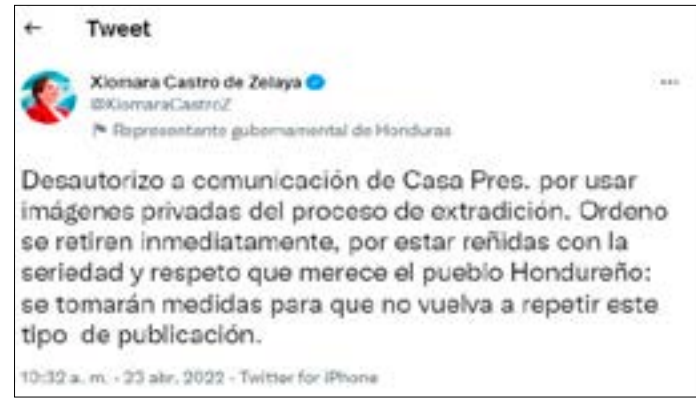 ← Tweet
Xiomara Castro de Zelaya
@XiomaraCastroZ
Representante gubernamental de Honduras
Desautorizo a comunicación de Casa Pres. por usar
imágenes privadas del proceso de extradición. Ordeno
se retiren inmediatamente, por estar reñidas con la
seriedad y respeto que merece el pueblo Hondureño:
se tomarán medidas para que no vuelva a repetir este
tipo de publicación.
10:32 a. m. · 23 abr. 2022 · Twitter for iPhone